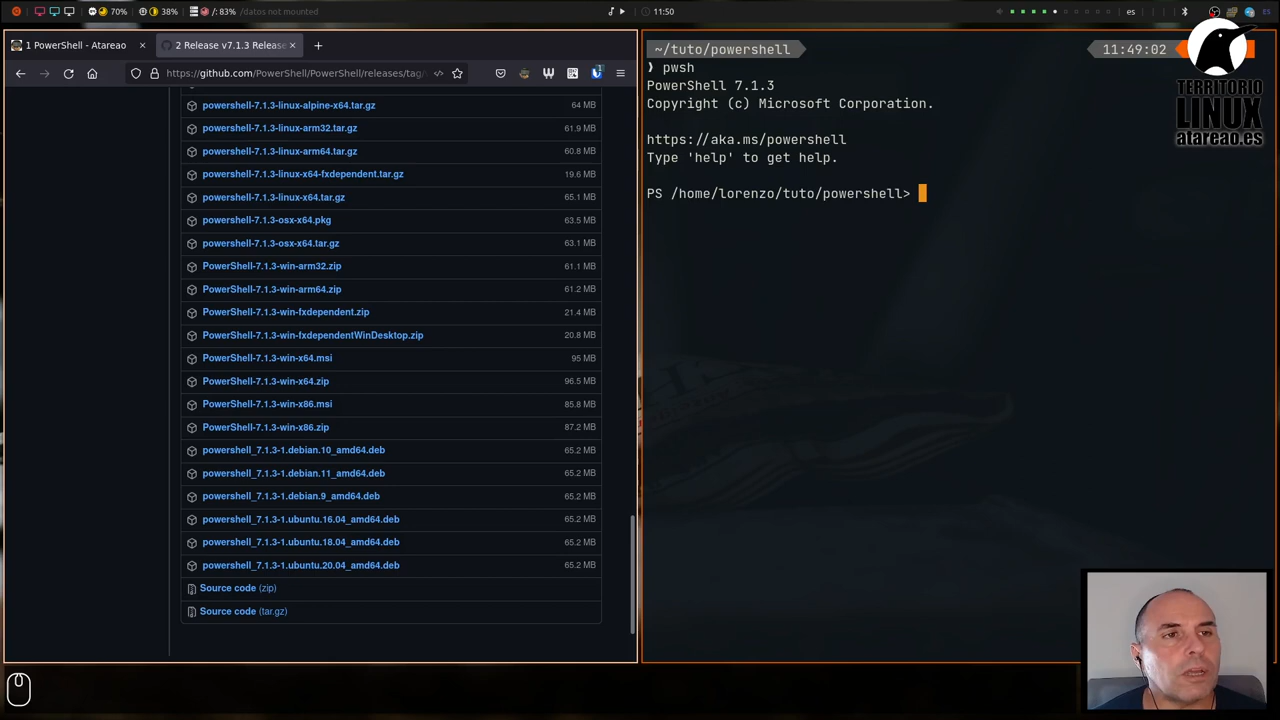 70%
38%
/: 83%
/datos not mounted
11:50
es
ES
1 PowerShell - Atareao
2 Release v7.1.3 Release
https://github.com/PowerShell/PowerShell/releases/tag/
powershell-7.1.3-linux-alpine-x64.tar.gz 64 MB
powershell-7.1.3-linux-arm32.tar.gz 61.9 MB
powershell-7.1.3-linux-arm64.tar.gz 60.8 MB
powershell-7.1.3-linux-x64-fxdependent.tar.gz 19.6 MB
powershell-7.1.3-linux-x64.tar.gz 65.1 MB
powershell-7.1.3-osx-x64.pkg 63.5 MB
powershell-7.1.3-osx-x64.tar.gz 63.1 MB
PowerShell-7.1.3-win-arm32.zip 61.1 MB
PowerShell-7.1.3-win-arm64.zip 61.2 MB
PowerShell-7.1.3-win-fxdependent.zip 21.4 MB
PowerShell-7.1.3-win-fxdependentWinDesktop.zip 20.8 MB
PowerShell-7.1.3-win-x64.msi 95 MB
PowerShell-7.1.3-win-x64.zip 96.5 MB
PowerShell-7.1.3-win-x86.msi 85.8 MB
PowerShell-7.1.3-win-x86.zip 87.2 MB
powershell_7.1.3-1.debian.10_amd64.deb 65.2 MB
powershell_7.1.3-1.debian.11_amd64.deb 65.2 MB
powershell_7.1.3-1.debian.9_amd64.deb 65.2 MB
powershell_7.1.3-1.ubuntu.16.04_amd64.deb 65.2 MB
powershell_7.1.3-1.ubuntu.18.04_amd64.deb 65.2 MB
powershell_7.1.3-1.ubuntu.20.04_amd64.deb 65.2 MB
Source code (zip)
Source code (tar.gz)
~/tuto/powershell 11:49:02
❯ pwsh
PowerShell 7.1.3
Copyright (c) Microsoft Corporation.
https://aka.ms/powershell
Type 'help' to get help.
PS /home/lorenzo/tuto/powershell>
TERRITORIO
LINUX
atareao.es